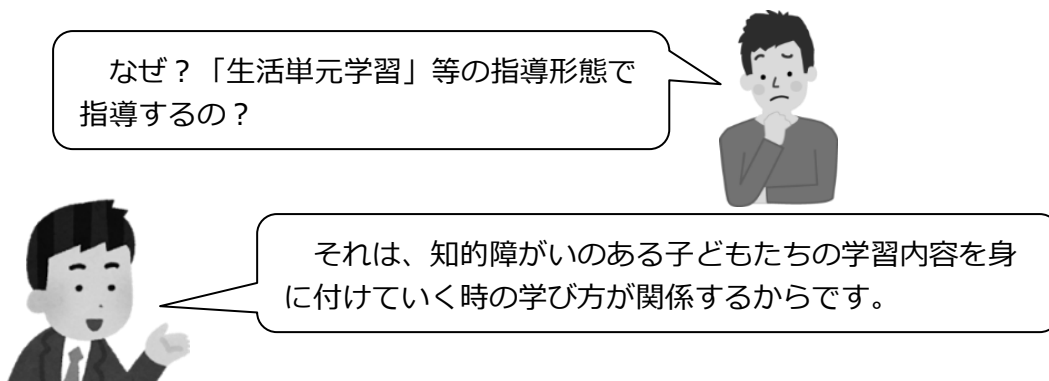 なぜ？「生活単元学習」等の指導形態で
指導するの？
　それは、知的障がいのある子どもたちの学習内容を身
に付けていく時の学び方が関係するからです。